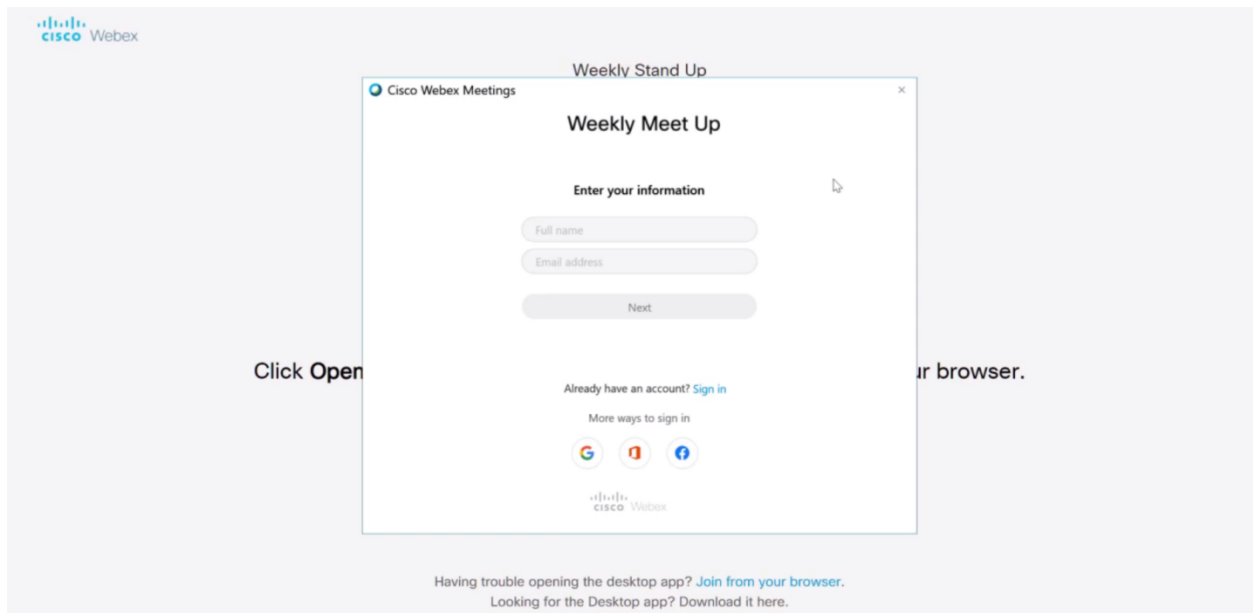 CISCO Webex
Weekly Stand Up
Cisco Webex Meetings
Weekly Meet Up
Enter your information
Full name
Email address
Next
Click Open
ur browser.
Already have an account? Sign in
More ways to sign in
CISCO Webex
Having trouble opening the desktop app? Join from your browser.
Looking for the Desktop app? Download it here.